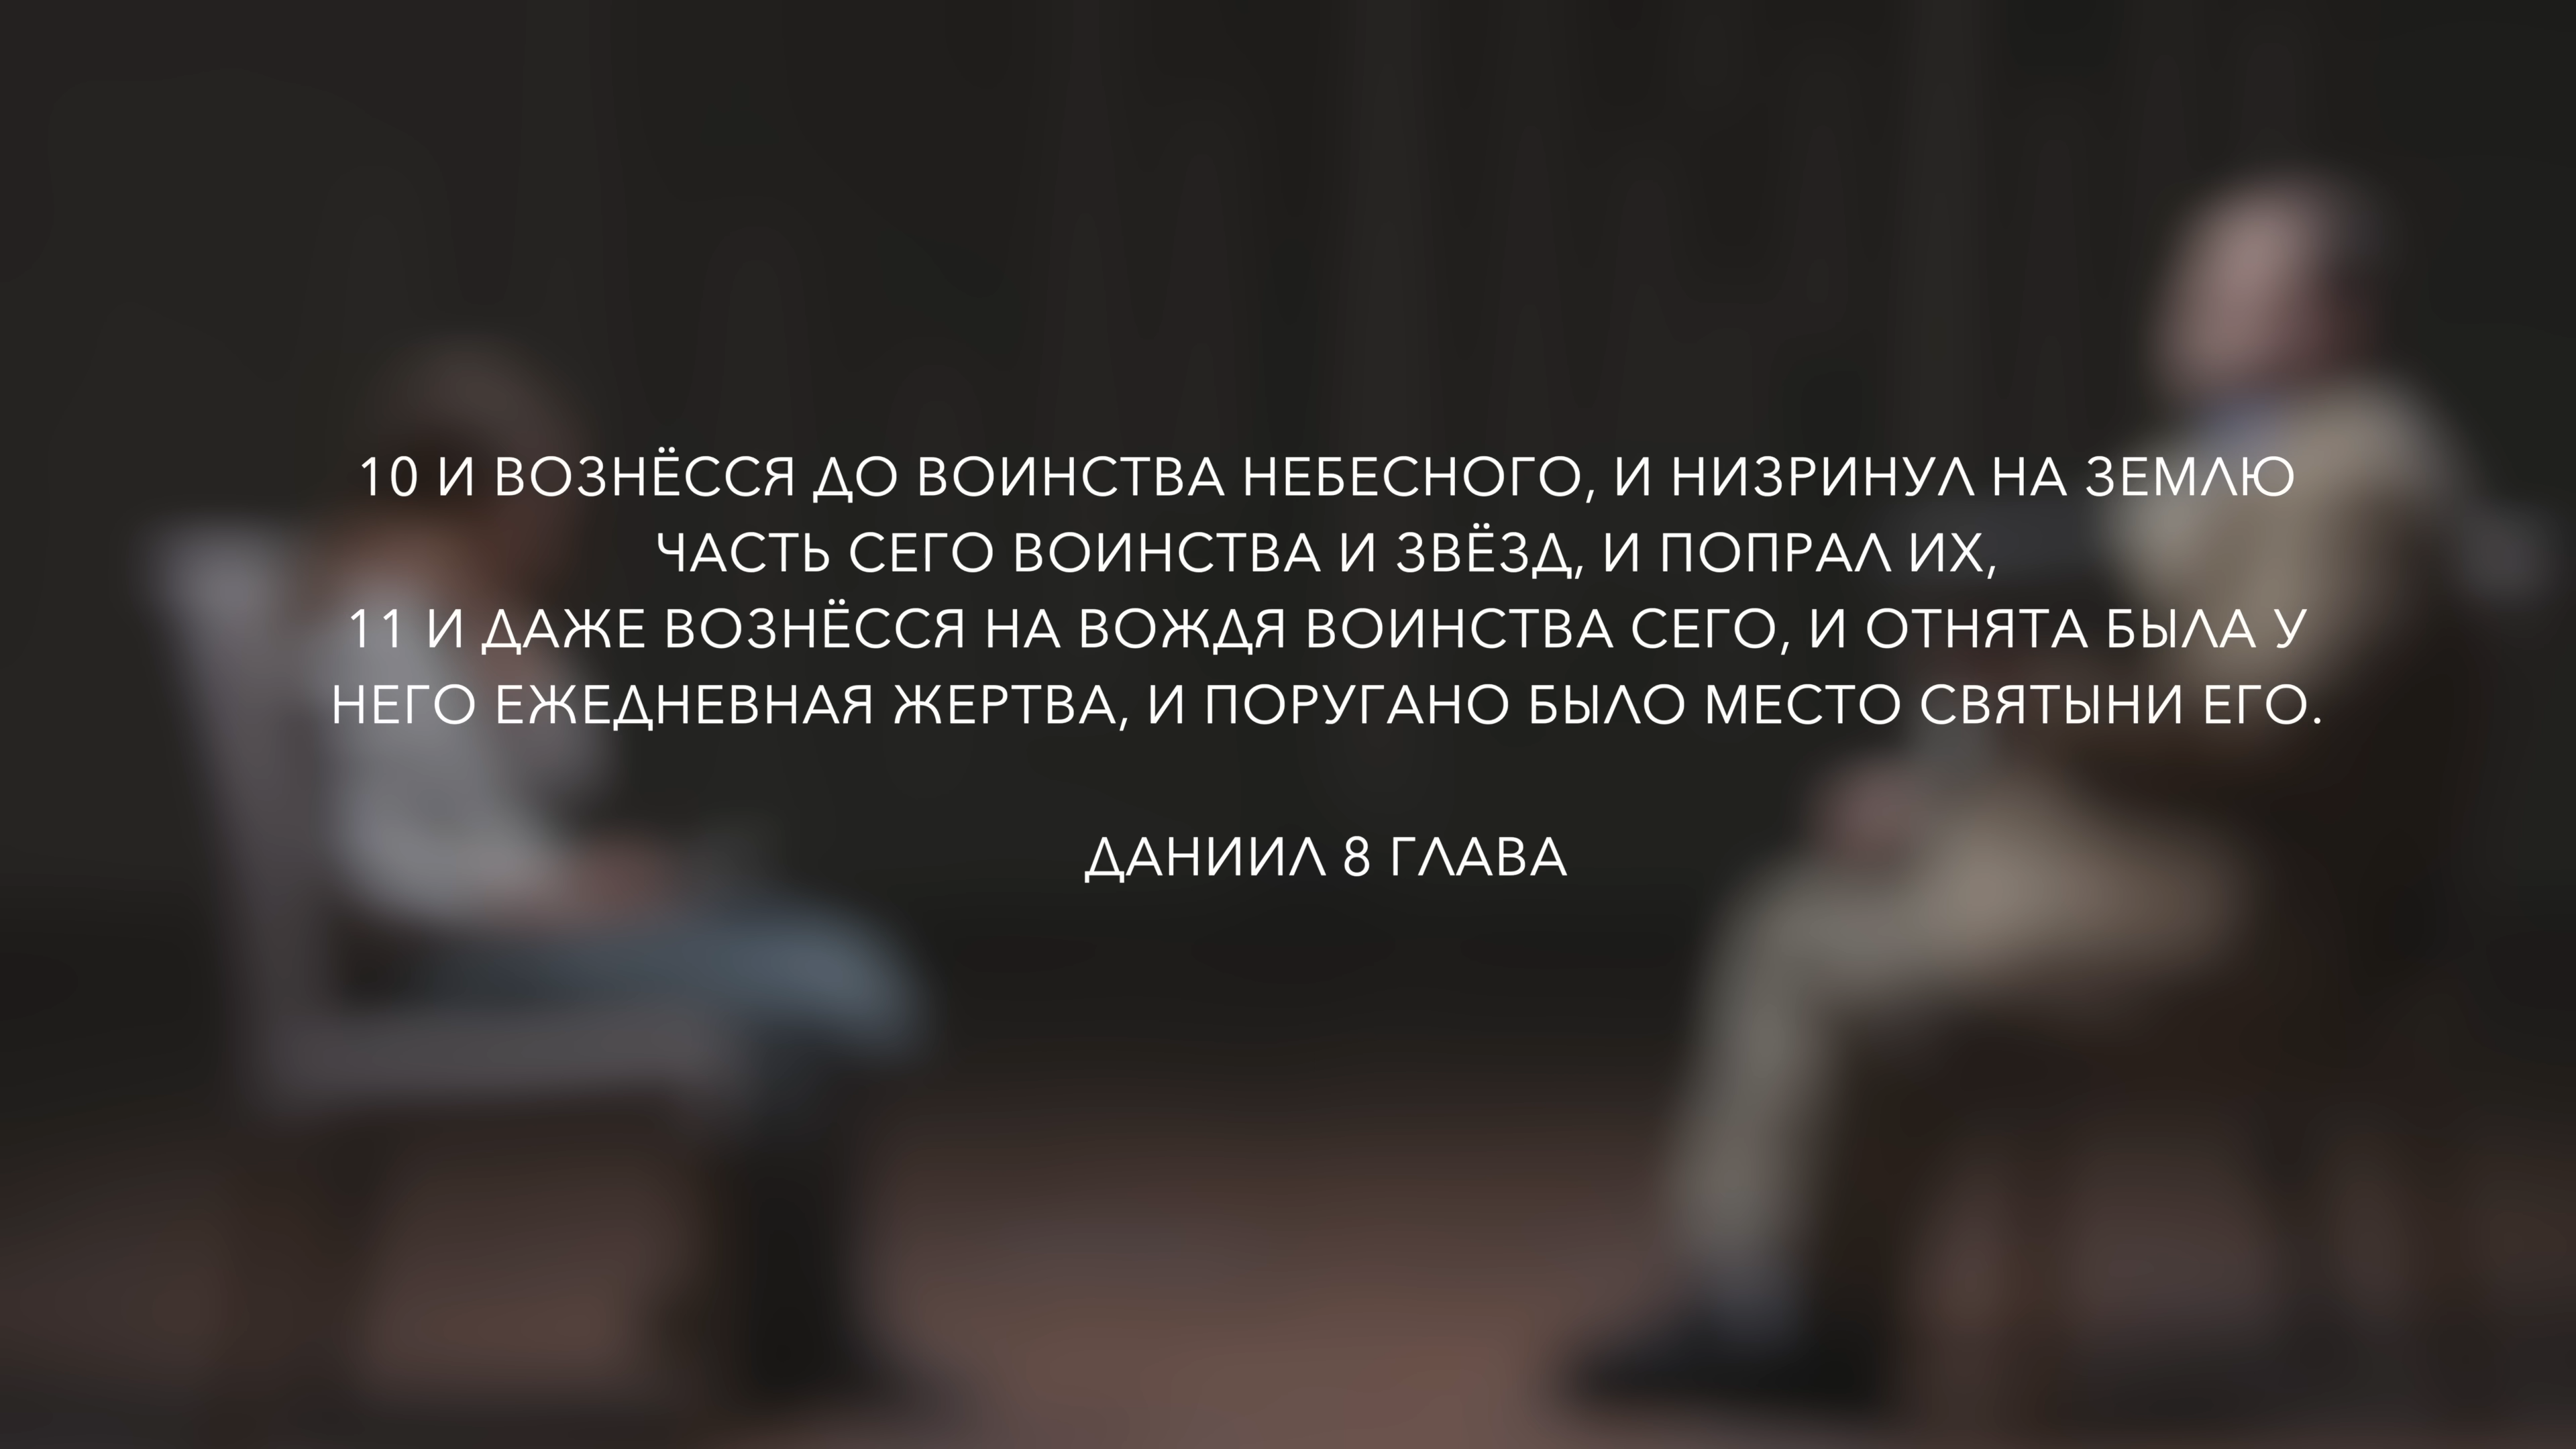 10 И ВОЗНЁССЯ ДО ВОИНСТВА НЕБЕСНОГО, И НИЗРИНУЛ НА ЗЕМЛЮ
ЧАСТЬ СЕГО ВОИНСТВА И ЗВЁЗД, И ПОПРАЛ ИХ,
11 И ДАЖЕ ВОЗНЁССЯ НА ВОЖДЯ ВОИНСТВА СЕГО, И ОТНЯТА БЫЛА У
НЕГО ЕЖЕДНЕВНАЯ ЖЕРТВА, И ПОРУГАНО БЫЛО МЕСТО СВЯТЫНИ ЕГО.
ДАНИИЛ 8 ГЛАВА